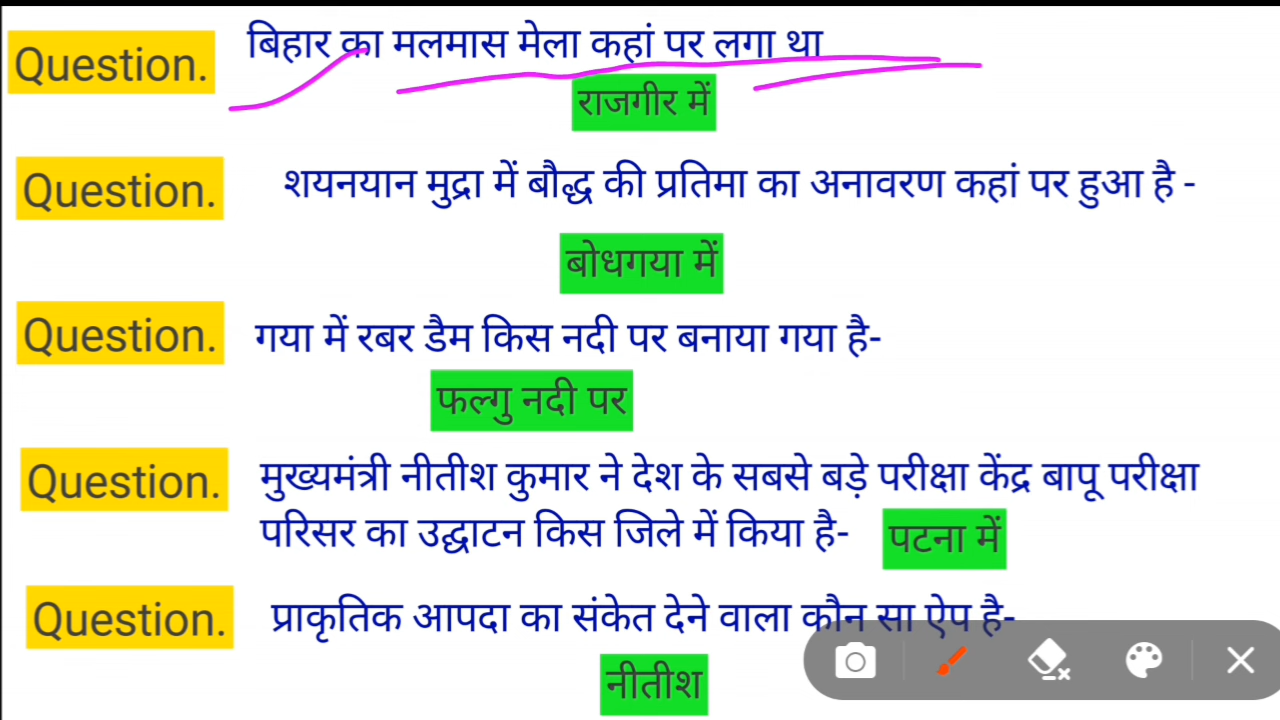 Question. बिहार का मलमास मेला कहां पर लगा था
राजगीर में
Question. शयनयान मुद्रा में बौद्ध की प्रतिमा का अनावरण कहां पर हुआ है -
बोधगया में
Question. गया में रबर डैम किस नदी पर बनाया गया है-
फल्गु नदी पर
Question. मुख्यमंत्री नीतीश कुमार ने देश के सबसे बड़े परीक्षा केंद्र बापू परीक्षा
परिसर का उद्घाटन किस जिले में किया है- पटना में
Question. प्राकृतिक आपदा का संकेत देने वाला कौन सा ऐप है-
नीतीश